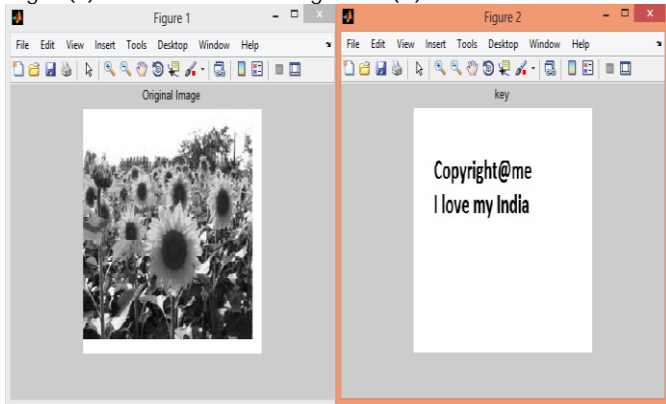 Figure 1
File Edit View Insert Tools Desktop Window Help
Original Image
Figure 2
File Edit View Insert Tools Desktop Window Help
key
Copyright@me
I love my India